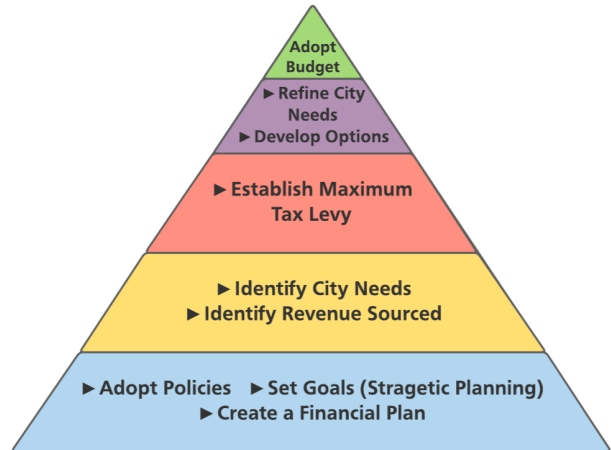 Adopt
Budget
►Refine City
Needs
►Develop Options
►Establish Maximum
Tax Levy
►Identify City Needs
►Identify Revenue Sourced
►Adopt Policies ►Set Goals (Stragetic Planning)
►Create a Financial Plan